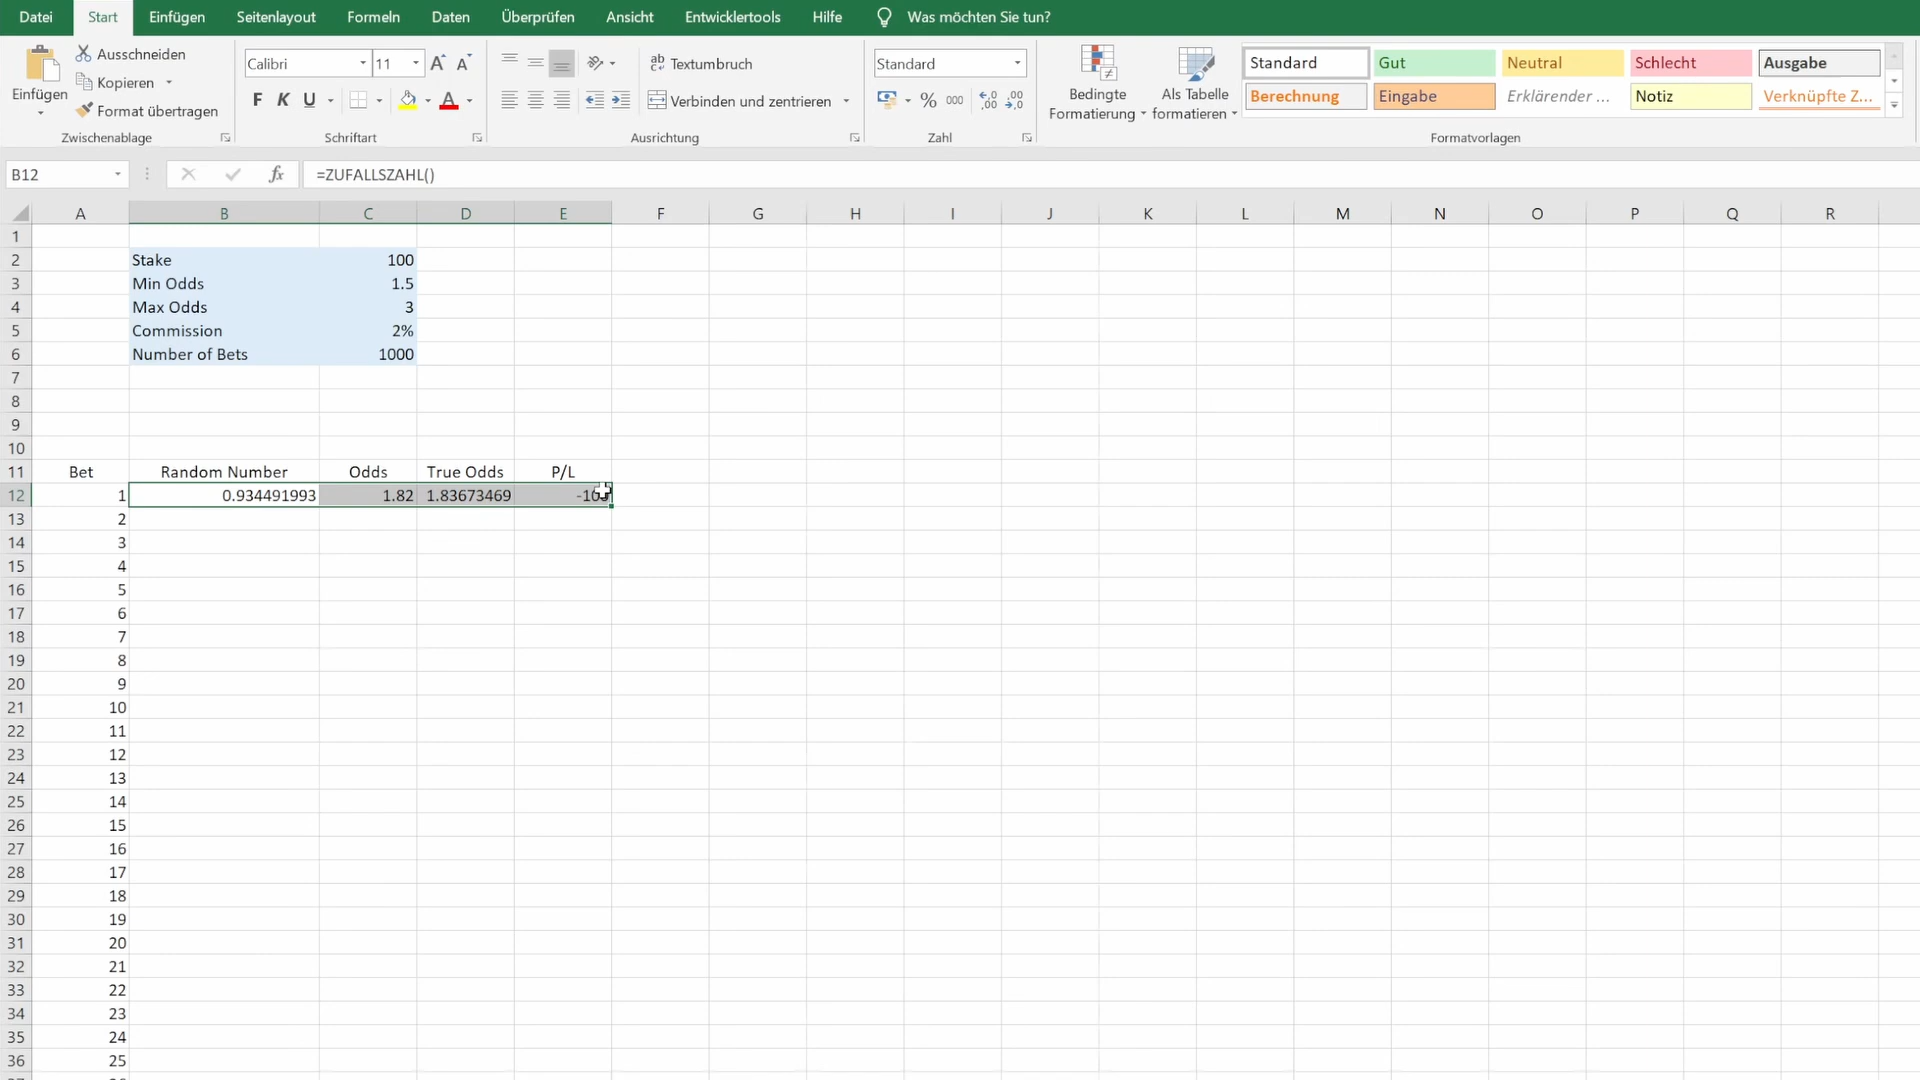 Datei Start Einfügen Seitenlayout Formeln Daten Überprüfen Ansicht Entwicklertools Hilfe Was möchten Sie tun?
Einfügen
Ausschneiden
Kopieren
Format übertragen
Zwischenablage
Calibri 11
F K U
Schriftart
Textumbruch
Verbinden und zentrieren
Ausrichtung
Standard
% 000
Zahl
Bedingte Formatierung
Als Tabelle formatieren
Standard Gut Neutral Schlecht Ausgabe
Berechnung Eingabe Erklärender ... Notiz Verknüpfte Z...
Formatvorlagen
B12 fx =ZUFALLSZAHL()
A B C D E F G H I J K L M N O P Q R
1
2 Stake 100
3 Min Odds 1.5
4 Max Odds 3
5 Commission 2%
6 Number of Bets 1000
7
8
9
10
11 Bet Random Number Odds True Odds P/L
12 1 0.934491993 1.82 1.83673469
13 2
14 3
15 4
16 5
17 6
18 7
19 8
20 9
21 10
22 11
23 12
24 13
25 14
26 15
27 16
28 17
29 18
30 19
31 20
32 21
33 22
34 23
35 24
36 25